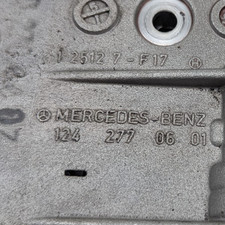 1 2512 7-F17
MERCEDES-BENZ
124 277 06 01